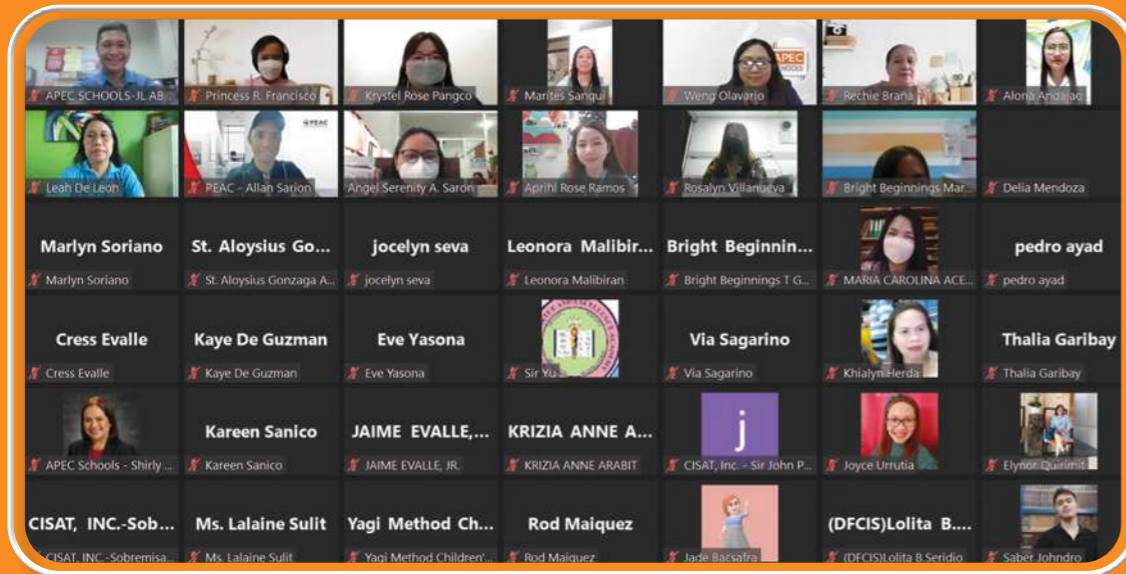 APEC SCHOOLS-JL AB
Princess R. Francisco
Krystel Rose Pangco
Marites Sangui
Weng Olavario
APEC
SCHOOLS
Rechie Braña
Alona Andajao
Leah De Leon
PEAC
PEAC - Allan Sarion
Angel Serenity A. Saron
Aprihl Rose Ramos
Rosalyn Villanueva
Bright Beginnings Mar...
Delia Mendoza
Marlyn Soriano
Marlyn Soriano
St. Aloysius Go...
St. Aloysius Gonzaga A...
jocelyn seva
jocelyn seva
Leonora Malibir...
Leonora Malibiran
Bright Beginnin...
Bright Beginnings T G...
MARIA CAROLINA ACE...
pedro ayad
pedro ayad
Cress Evalle
Cress Evalle
Kaye De Guzman
Kaye De Guzman
Eve Yasona
Eve Yasona
Sir Yu
Via Sagarino
Via Sagarino
Khialyn Herda
Thalia Garibay
Thalia Garibay
APEC Schools - Shirly ...
Kareen Sanico
Kareen Sanico
JAIME EVALLE,...
JAIME EVALLE, JR.
KRIZIA ANNE A...
KRIZIA ANNE ARABIT
j
CISAT, Inc. - Sir John P...
Joyce Urrutia
Elynor Quirimit
CISAT, INC.-Sob...
CISAT, INC.-Sobremisa...
Ms. Lalaine Sulit
Ms. Lalaine Sulit
Yagi Method Ch...
Yagi Method Children'...
Rod Maiquez
Rod Maiquez
Jade Bacsafra
(DFCIS)Lolita B....
(DFCIS)Lolita B.Seridio
Saber Johndro